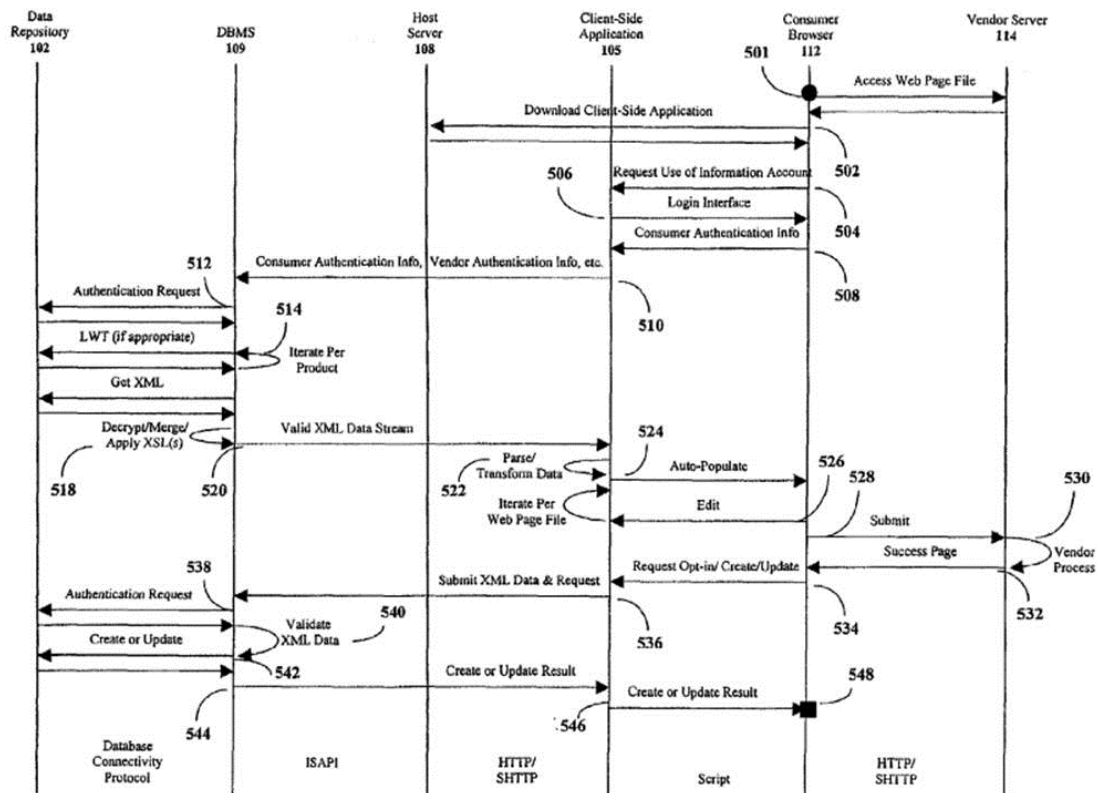 Data
Repository
102
DBMS
109
Host
Server
108
Client-Side
Application
105
Consumer
Browser
112
Vendor Server
114
501
Access Web Page File
Download Client-Side Application
502
506
Request Use of Information Account
Login Interface
504
Consumer Authentication Info
508
512
Consumer Authentication Info, Vendor Authentication Info, etc.
510
Authentication Request
514
LWT (if appropriate)
Iterate Per
Product
Get XML
Decrypt/Merge/
Apply XSL(s)
518
520
Valid XML Data Stream
524
Parse/
Transform Data
522
Auto-Populate
526
528
530
Iterate Per
Web Page File
Edit
Submit
Success Page
Vendor
Process
532
Request Opt-in/ Create/Update
534
538
Submit XML Data & Request
536
Authentication Request
540
Validate
XML Data
Create or Update
542
Create or Update Result
544
546
Create or Update Result
548
Database
Connectivity
Protocol
ISAPI
HTTP/
SHTTP
Script
HTTP/
SHTTP